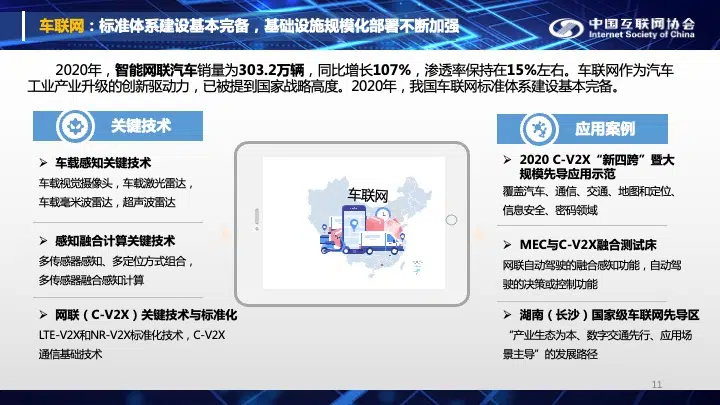 车联网：标准体系建设基本完备，基础设施规模化部署不断加强
中国互联网协会
Internet Society of China
2020年，智能网联汽车销量为303.2万辆，同比增长107%，渗透率保持在15%左右。车联网作为汽车
工业产业升级的创新驱动力，已被提到国家战略高度。2020年，我国车联网标准体系建设基本完备。
关键技术
➢ 车载感知关键技术
车载视觉摄像头，车载激光雷达，
车载毫米波雷达，超声波雷达
➢ 感知融合计算关键技术
多传感器感知、多定位方式组合，
多传感器融合感知计算
➢ 网联（C-V2X）关键技术与标准化
LTE-V2X和NR-V2X标准化技术，C-V2X
通信基础技术
车联网
应用案例
➢ 2020 C-V2X“新四跨”暨大
规模先导应用示范
覆盖汽车、通信、交通、地图和定位、
信息安全、密码领域
➢ MEC与C-V2X融合测试床
网联自动驾驶的融合感知功能，自动驾
驶的决策或控制功能
➢ 湖南（长沙）国家级车联网先导区
“产业生态为本、数字交通先行、应用场
景主导”的发展路径
11